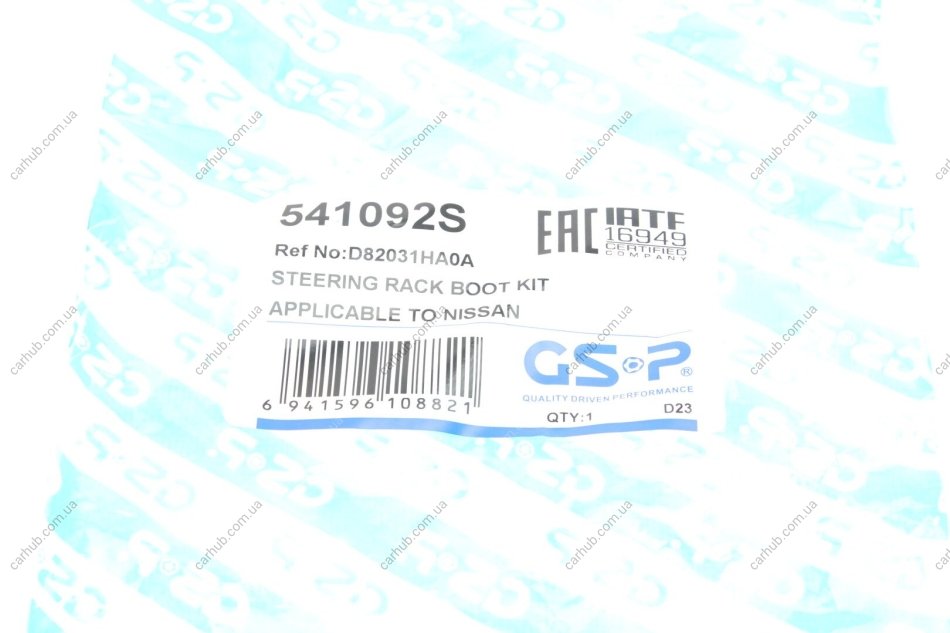 541092S
EAC
IATF
16949
CERTIFIED
COMPANY
Ref No:D82031HA0A
STEERING RACK BOOT KIT
APPLICABLE TO NISSAN
6 941596 108821
GSP®
QUALITY DRIVEN PERFORMANCE
QTY:1 D23
carhub.com.ua